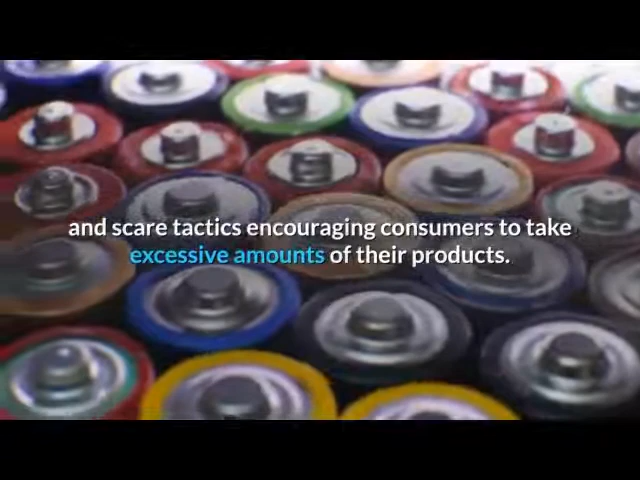 and scare tactics encouraging consumers to take
excessive amounts of their products.